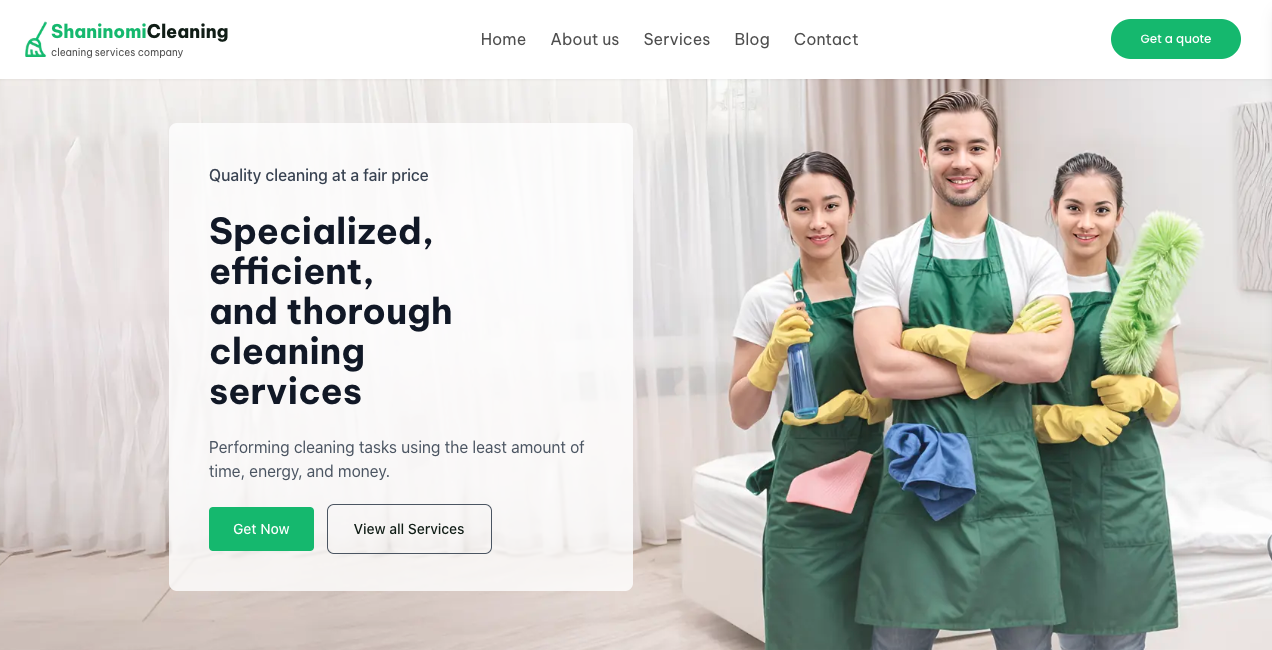 ShaninomiCleaning
cleaning services company
Home
About us
Services
Blog
Contact
Get a quote
Quality cleaning at a fair price
Specialized,
efficient,
and thorough
cleaning
services
Performing cleaning tasks using the least amount of
time, energy, and money.
Get Now
View all Services